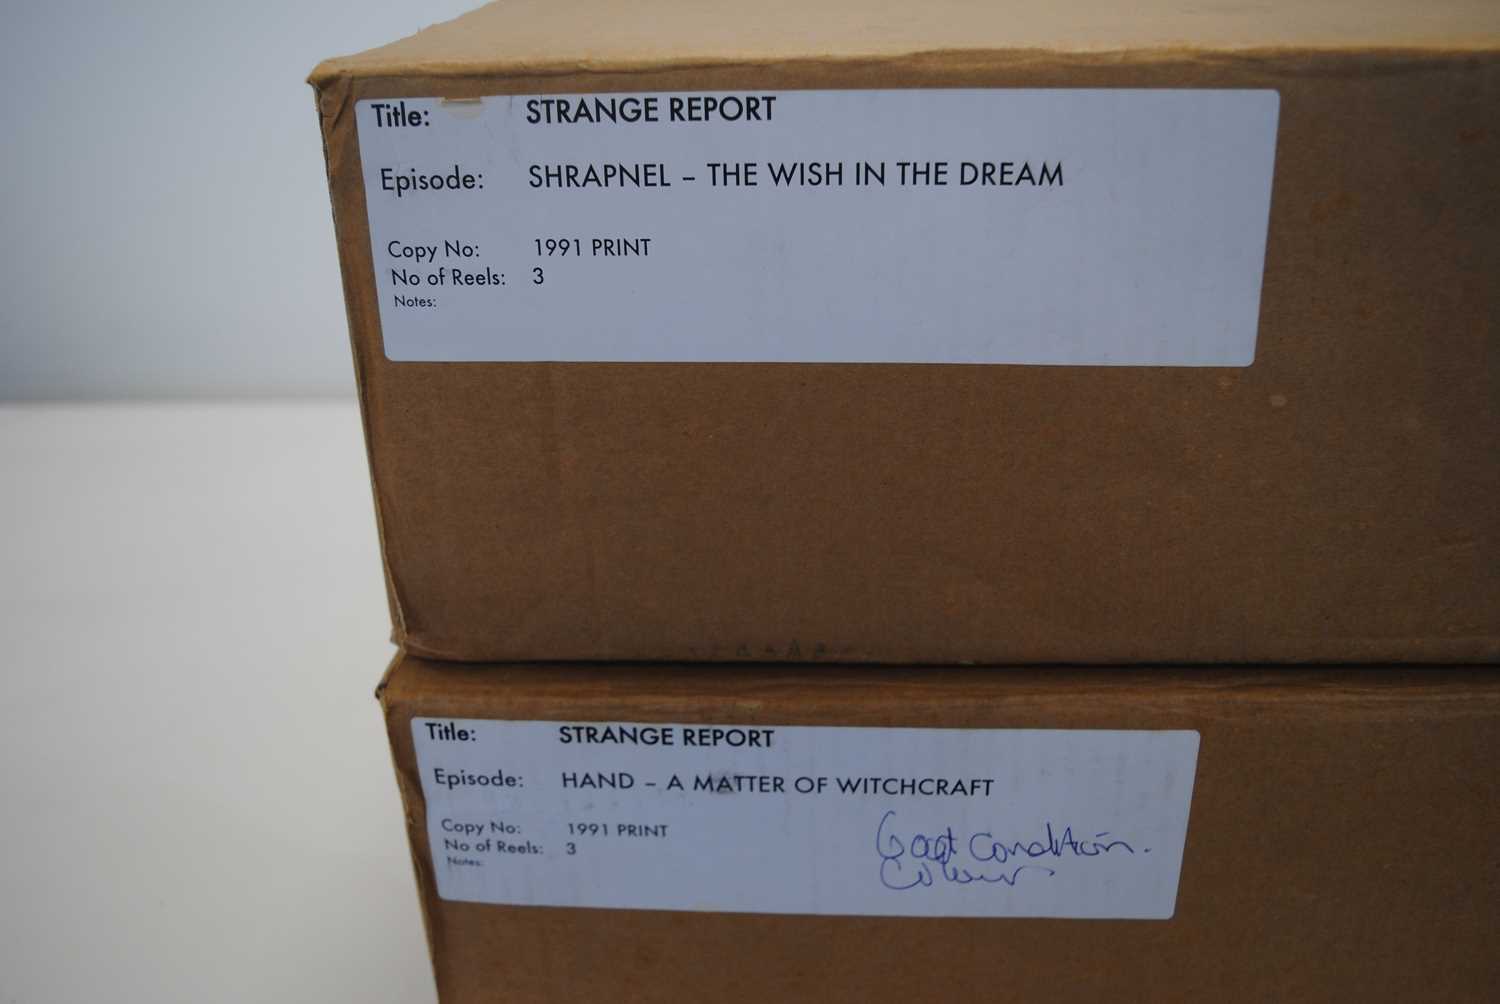 Title: STRANGE REPORT
Episode: SHRAPNEL – THE WISH IN THE DREAM
Copy No: 1991 PRINT
No of Reels: 3
Notes:
Title: STRANGE REPORT
Episode: HAND – A MATTER OF WITCHCRAFT
Copy No: 1991 PRINT
No of Reels: 3
Notes:
Good Condition.
Colour